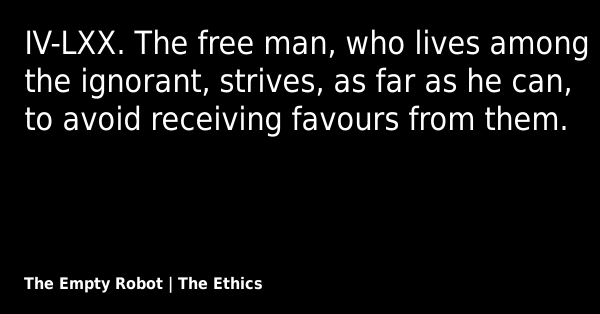 IV-LXX. The free man, who lives among
the ignorant, strives, as far as he can,
to avoid receiving favours from them.
The Empty Robot | The Ethics